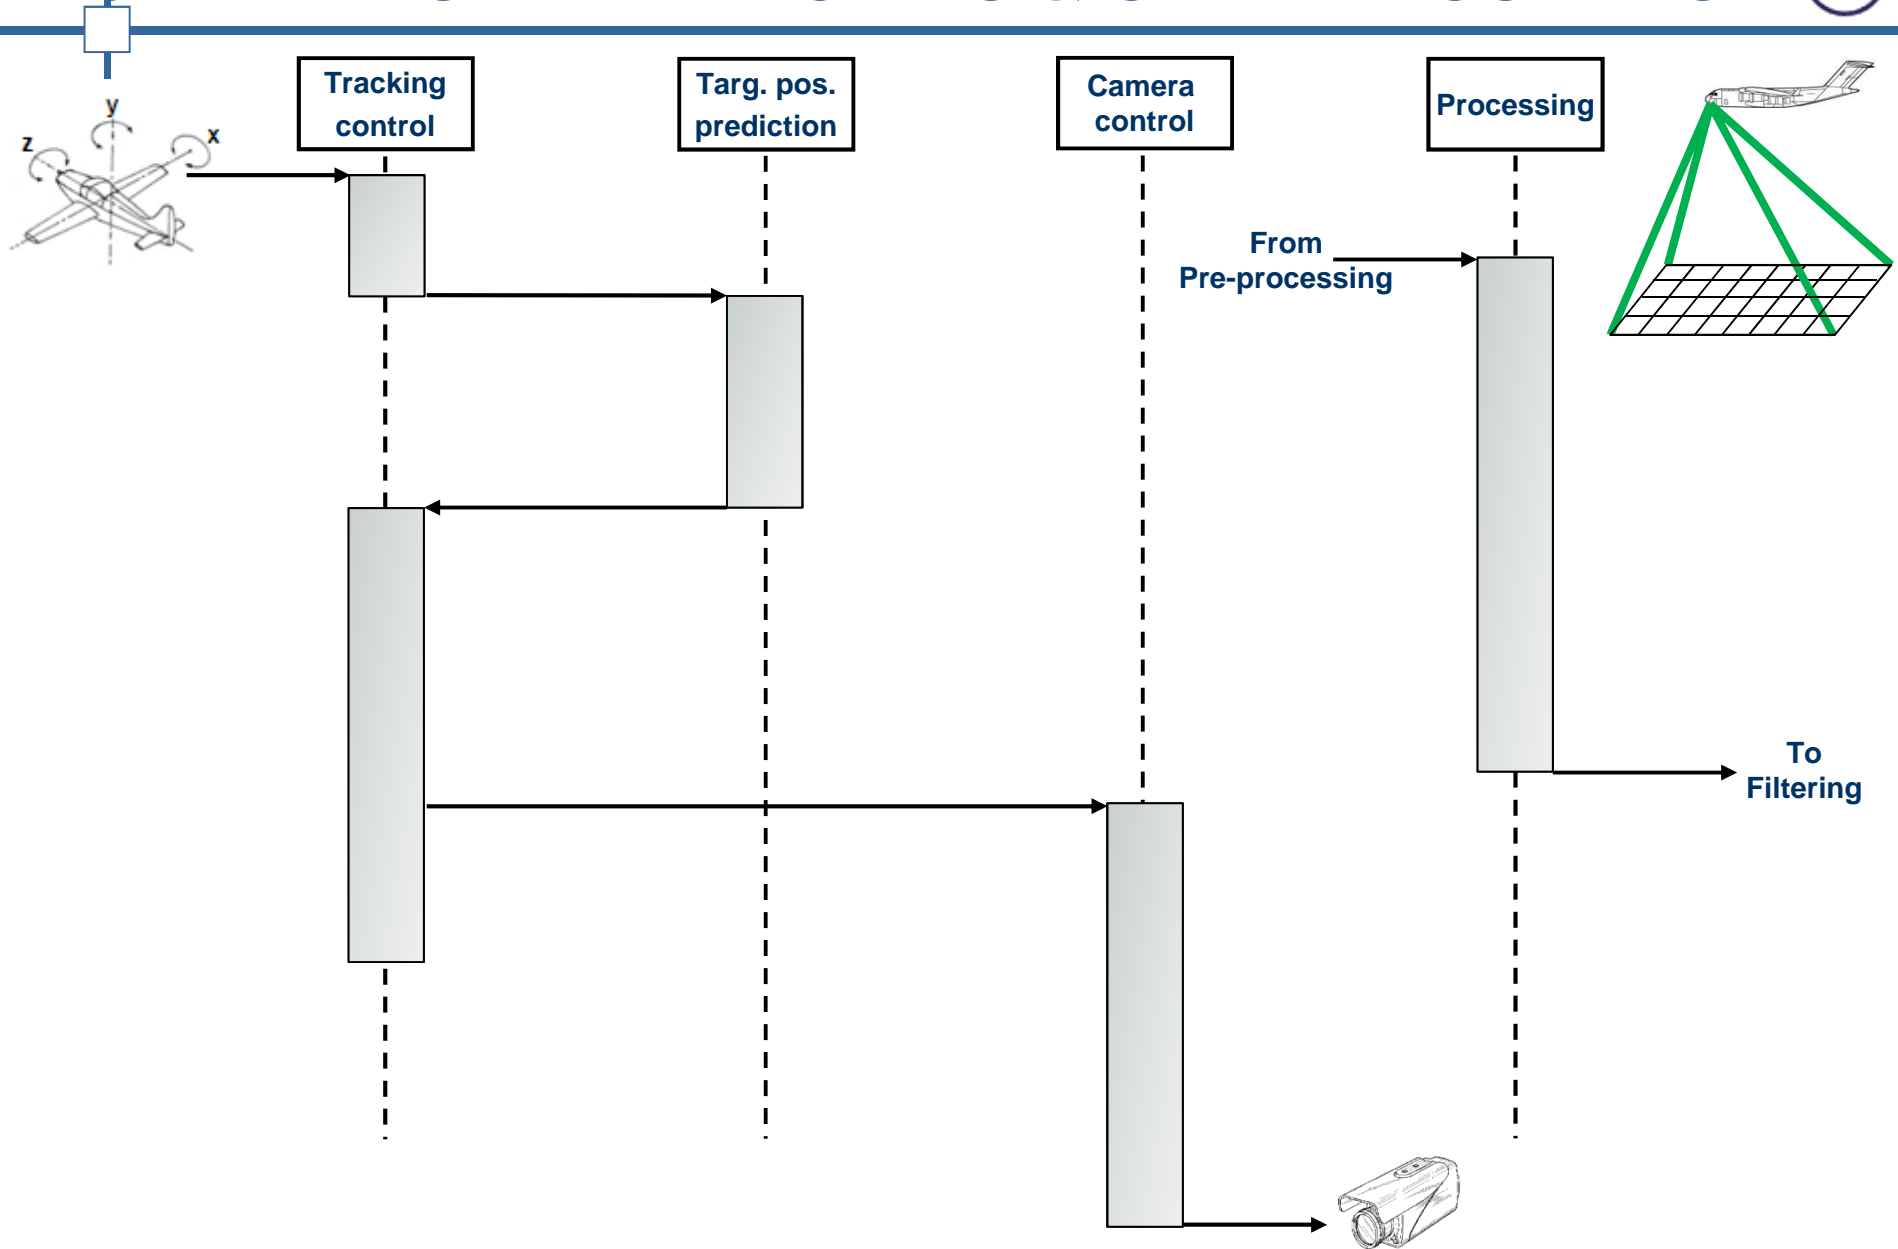 Tracking
control
Targ. pos.
prediction
Camera
control
Processing
y
x
z
From
Pre-processing
To
Filtering